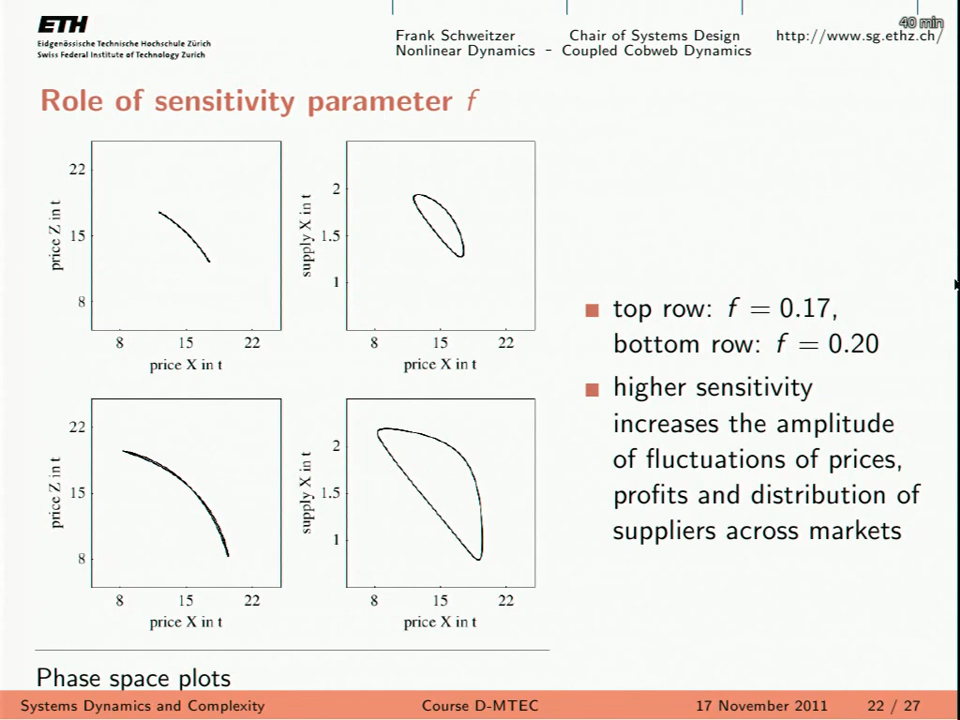 ETH
Eidgenössische Technische Hochschule Zürich
Swiss Federal Institute of Technology Zurich
Frank Schweitzer Chair of Systems Design http://www.sg.ethz.ch/
Nonlinear Dynamics – Coupled Cobweb Dynamics
40 min
Role of sensitivity parameter f
price Z in t
22
15
8
8 15 22
price X in t
supply X in t
2
1.5
1
8 15 22
price X in t
price Z in t
22
15
8
8 15 22
price X in t
supply X in t
2
1.5
1
8 15 22
price X in t
top row: f = 0.17,
bottom row: f = 0.20
higher sensitivity
increases the amplitude
of fluctuations of prices,
profits and distribution of
suppliers across markets
Phase space plots
Systems Dynamics and Complexity Course D-MTEC 17 November 2011 22 / 27